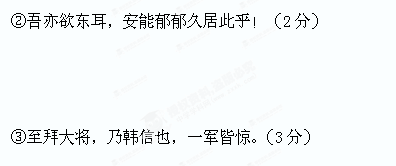 ②吾亦欲东耳，安能郁郁久居此乎！（2分）
③至拜大将，乃韩信也，一军皆惊。（3分）